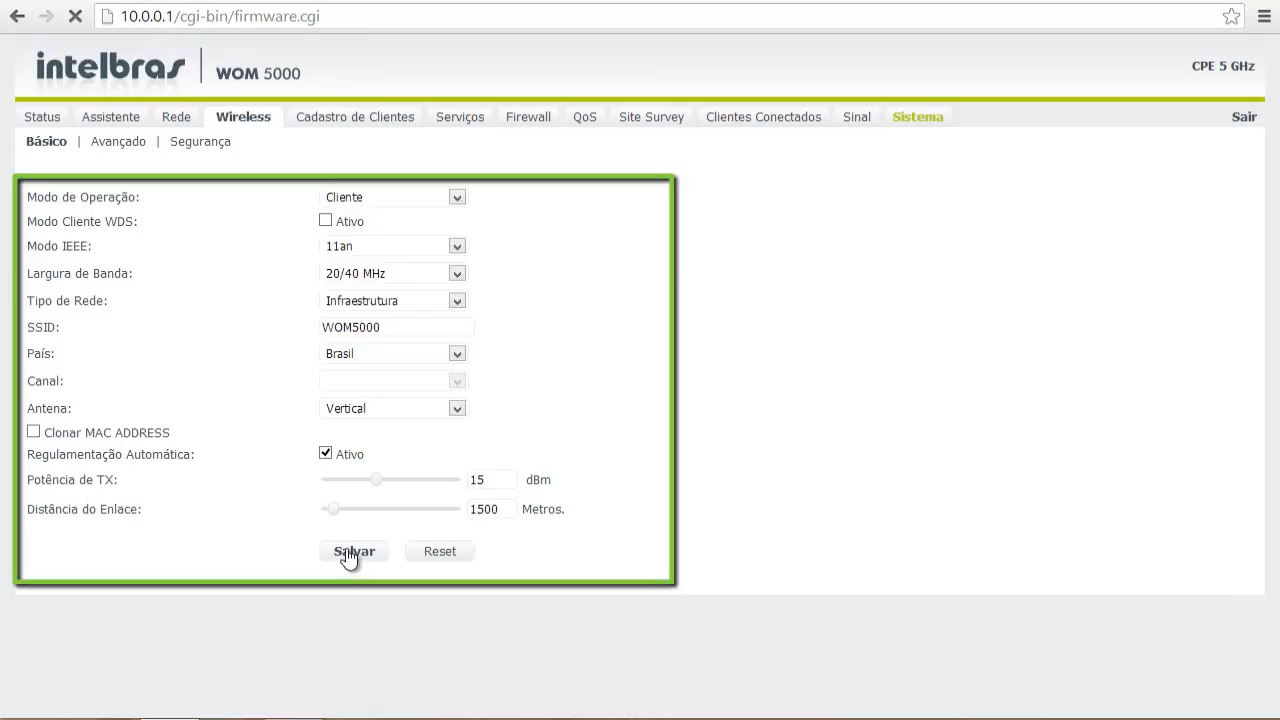 10.0.0.1/cgi-bin/firmware.cgi
intelbras WOM 5000 CPE 5 GHz
Status Assistente Rede Wireless Cadastro de Clientes Serviços Firewall QoS Site Survey Clientes Conectados Sinal Sistema Sair
Básico | Avançado | Segurança
Modo de Operação: Cliente
Modo Cliente WDS: Ativo
Modo IEEE: 11an
Largura de Banda: 20/40 MHz
Tipo de Rede: Infraestrutura
SSID: WOM5000
País: Brasil
Canal:
Antena: Vertical
Clonar MAC ADDRESS
Regulamentação Automática: Ativo
Potência de TX: 15 dBm
Distância do Enlace: 1500 Metros.
Salvar Reset